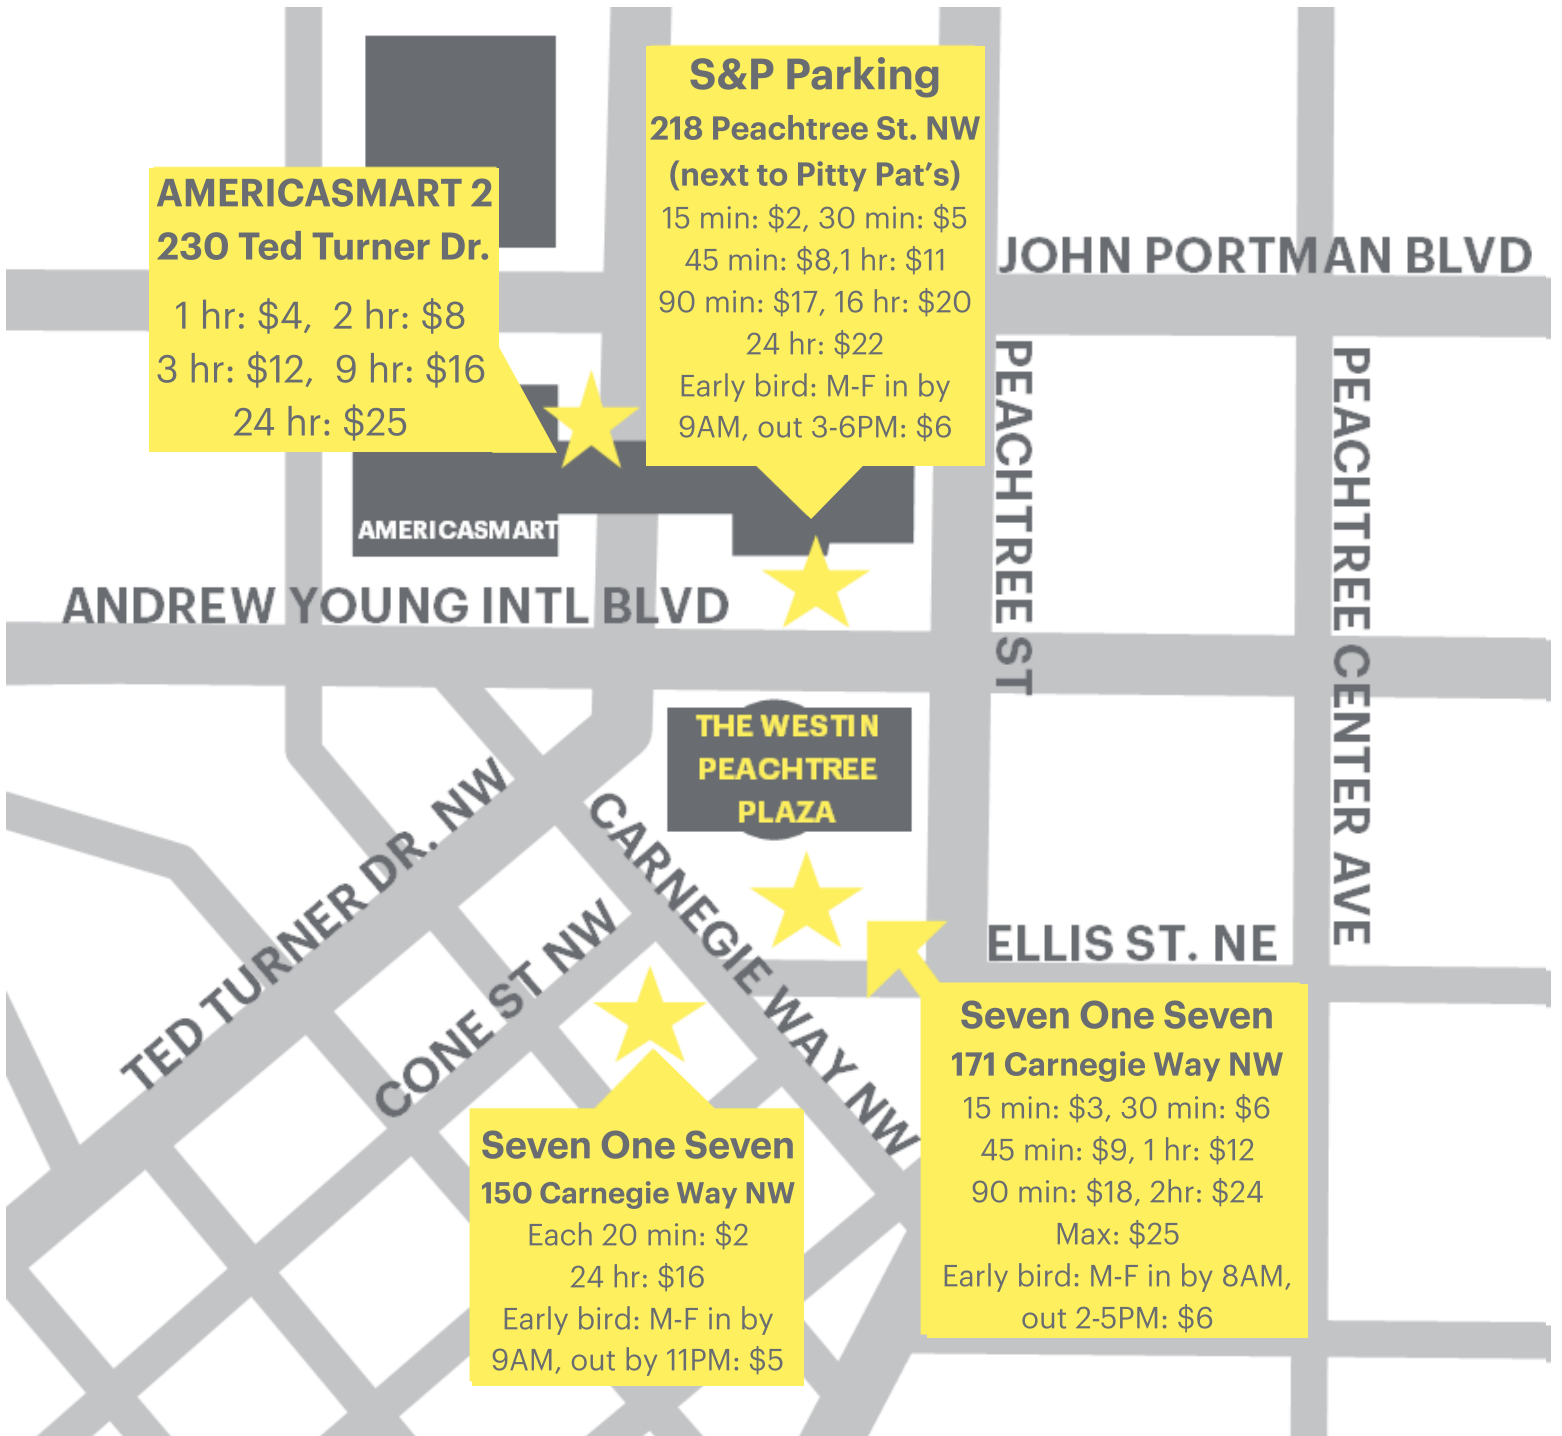 S&P Parking
218 Peachtree St. NW
(next to Pitty Pat's)
15 min: $2, 30 min: $5
45 min: $8,1 hr: $11
90 min: $17, 16 hr: $20
24 hr: $22
Early bird: M-F in by
9AM, out 3-6PM: $6
AMERICASMART 2
230 Ted Turner Dr.
1 hr: $4, 2 hr: $8
3 hr: $12, 9 hr: $16
24 hr: $25
JOHN PORTMAN BLVD
PEACHTREE ST
PEACHTREE CENTER AVE
AMERICASMART
ANDREW YOUNG INTL BLVD
THE WESTIN
PEACHTREE
PLAZA
TED TURNER DR. NW
CARNEGIE WAY NW
CONE ST NW
ELLIS ST. NE
Seven One Seven
171 Carnegie Way NW
15 min: $3, 30 min: $6
45 min: $9, 1 hr: $12
90 min: $18, 2hr: $24
Max: $25
Early bird: M-F in by 8AM,
out 2-5PM: $6
Seven One Seven
150 Carnegie Way NW
Each 20 min: $2
24 hr: $16
Early bird: M-F in by
9AM, out by 11PM: $5